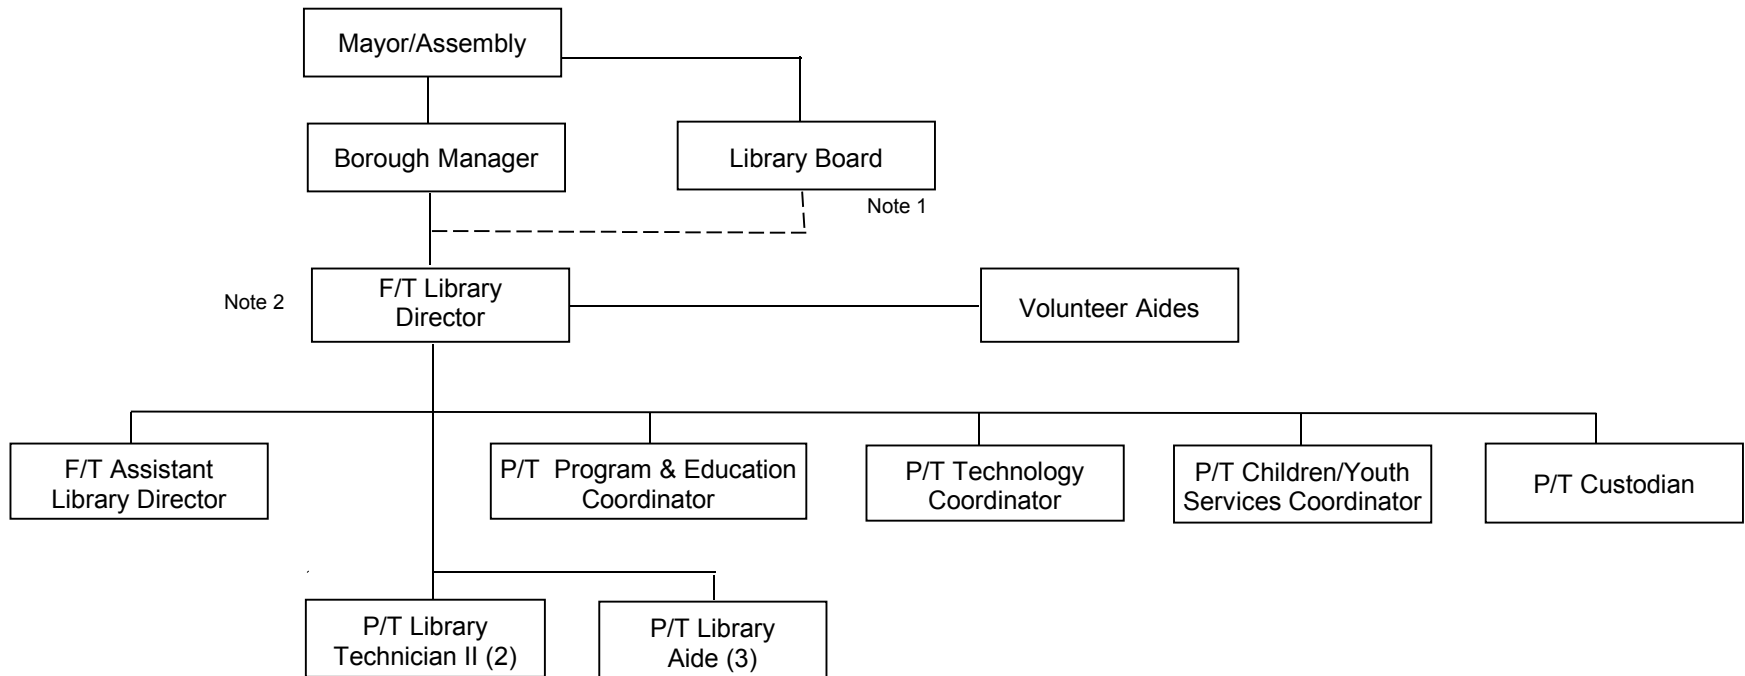 Mayor/Assembly
Borough Manager
Library Board
Note 1
Note 2
F/T Library
Director
Volunteer Aides
F/T Assistant
Library Director
P/T  Program & Education
Coordinator
P/T Technology
Coordinator
P/T Children/Youth
Services Coordinator
P/T Custodian
P/T Library
Technician II (2)
P/T Library
Aide (3)